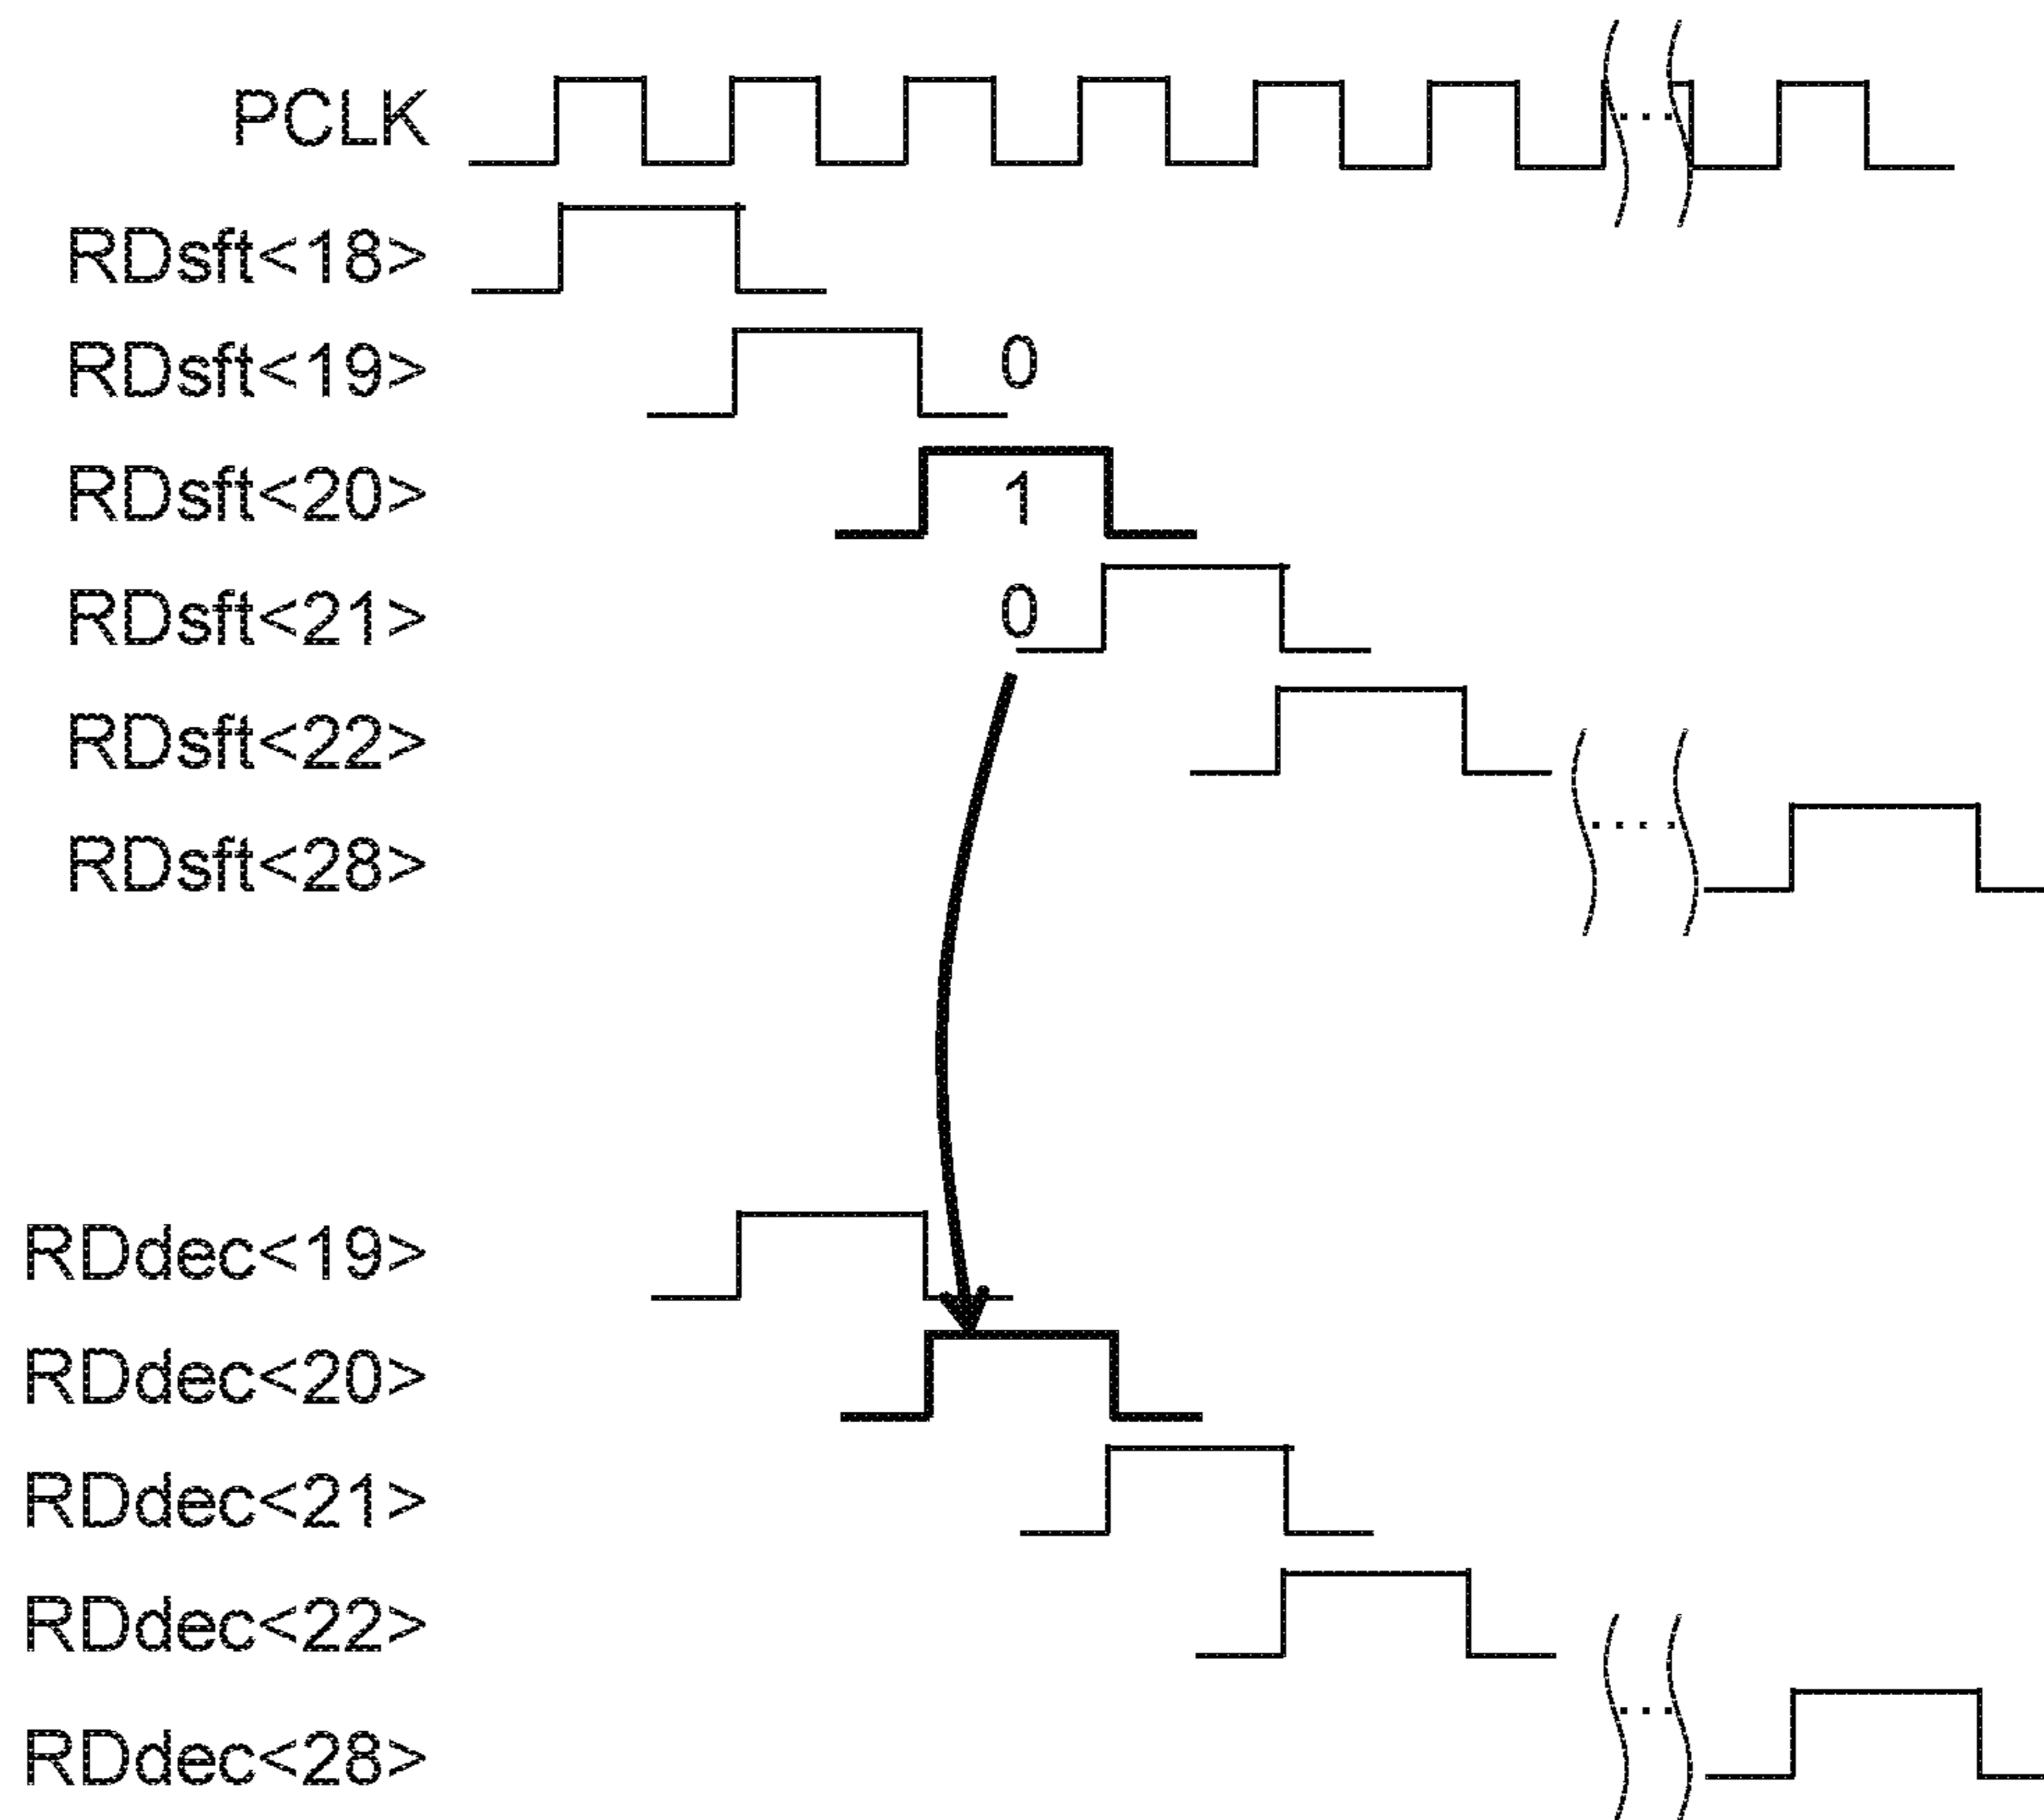 PCLK
...
RDsft<18>
RDsft<19>
0
RDsft<20>
1
RDsft<21>
0
RDsft<22>
RDsft<28>
....
RDdec<19>
RDdec<20>
RDdec<21>
RDdec<22>
RDdec<28>
...